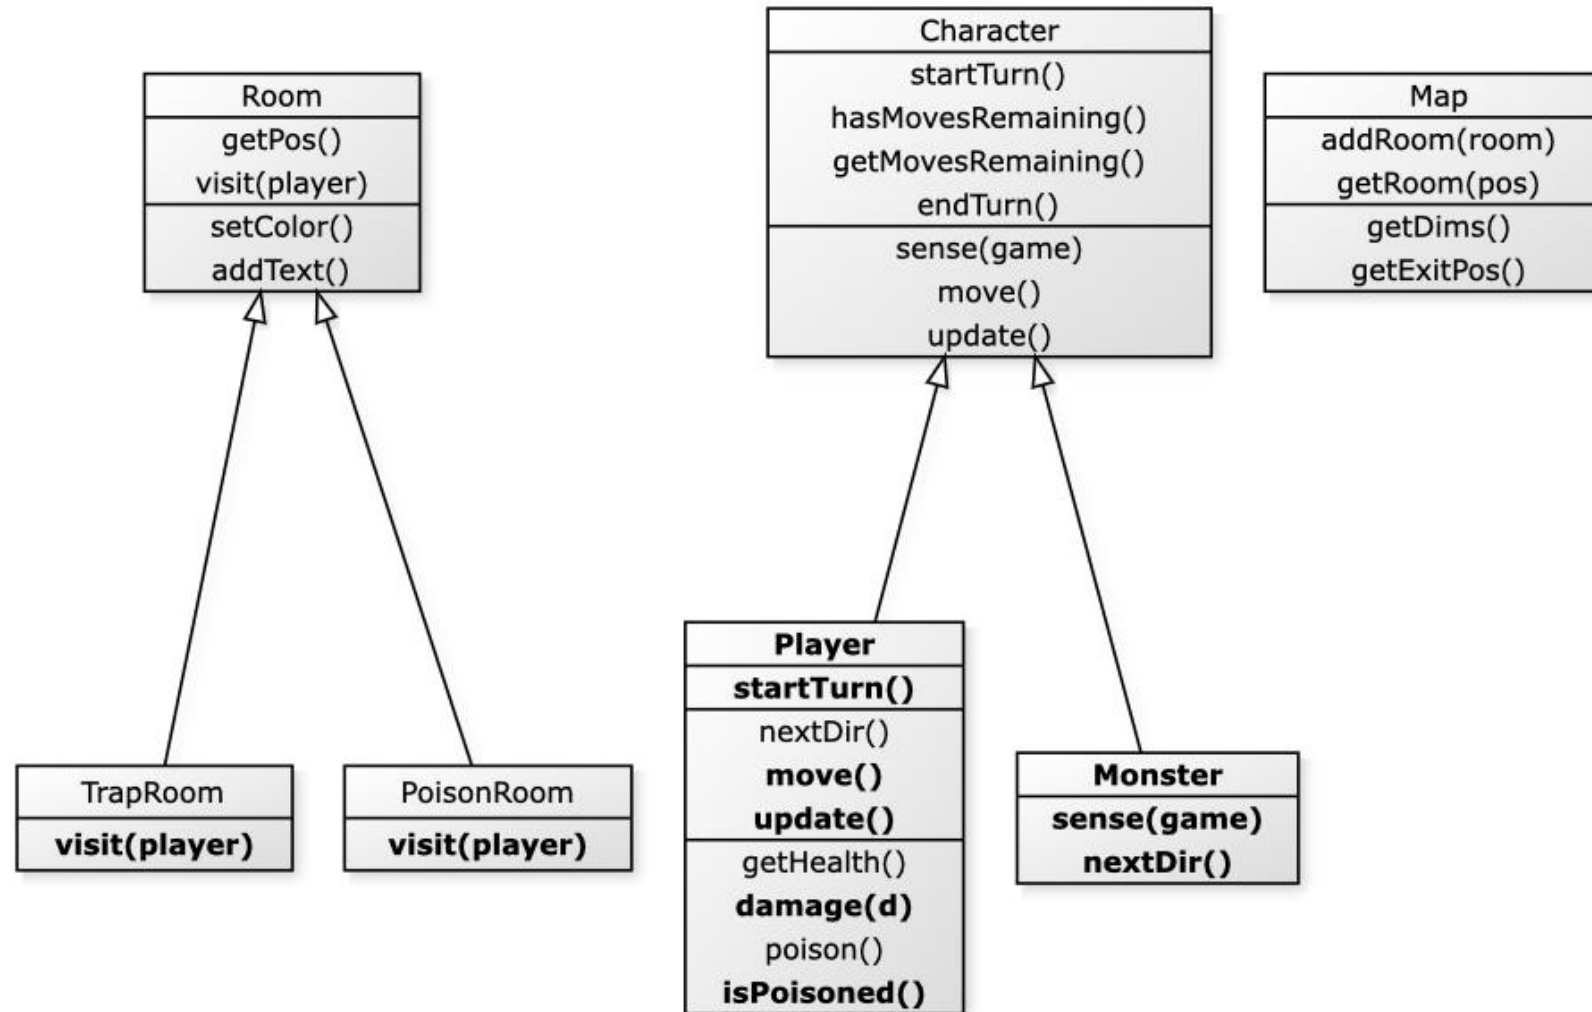 Room
getPos()
visit(player)
setColor()
addText()
Character
startTurn()
hasMovesRemaining()
getMovesRemaining()
endTurn()
sense(game)
move()
update()
Map
addRoom(room)
getRoom(pos)
getDims()
getExitPos()
TrapRoom
visit(player)
PoisonRoom
visit(player)
Player
startTurn()
nextDir()
move()
update()
getHealth()
damage(d)
poison()
isPoisoned()
Monster
sense(game)
nextDir()